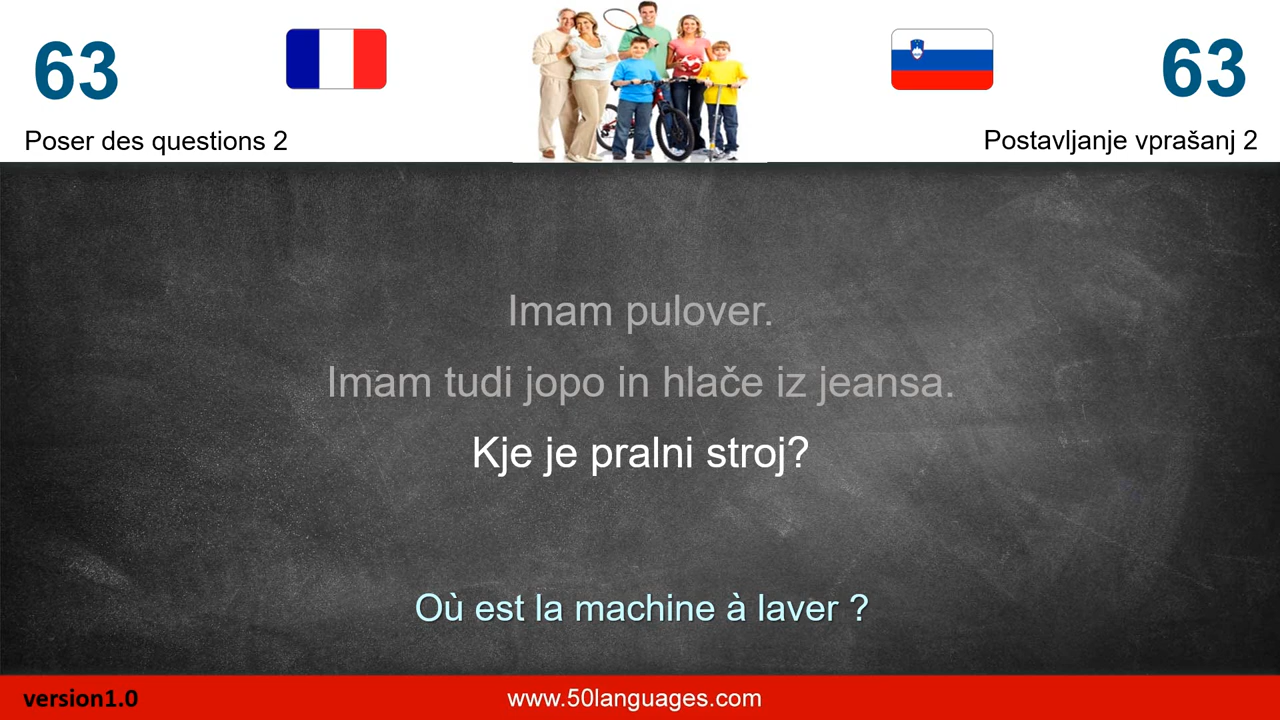 63
63
Poser des questions 2
Postavljanje vprašanj 2
Imam pulover.
Imam tudi jopo in hlače iz jeansa.
Kje je pralni stroj?
Où est la machine à laver ?
version1.0
www.50languages.com